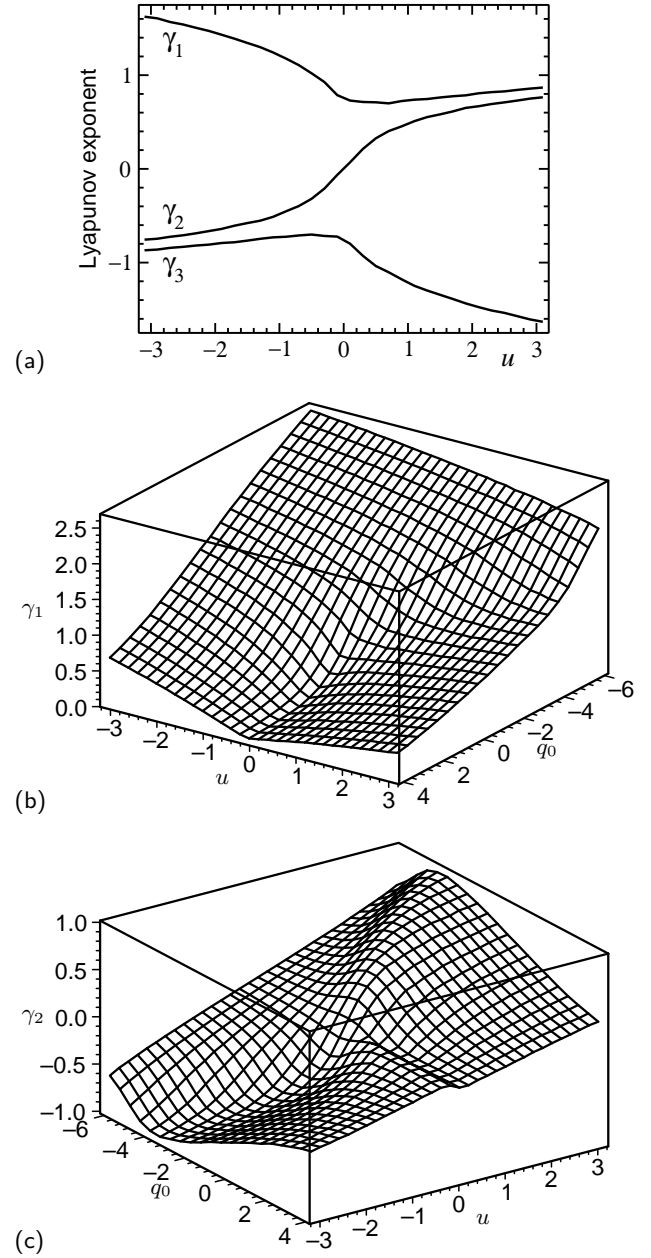 γ1
1
Lyapunov exponent
0
γ2
γ3
−1
−3 −2 −1 0 1 2 3
u
(a)
2.5
2.0
γ1 1.5
1.0
0.5
0.0
−3 −2 −1 0 1 2 3
u
4 2 0 −2 −4 −6
q0
(b)
1.0
0.5
γ2 0.0
−0.5
−1.0
−6 −4 −2 0 2 4
q0
−3 −2 −1 0 1 2 3
u
(c)